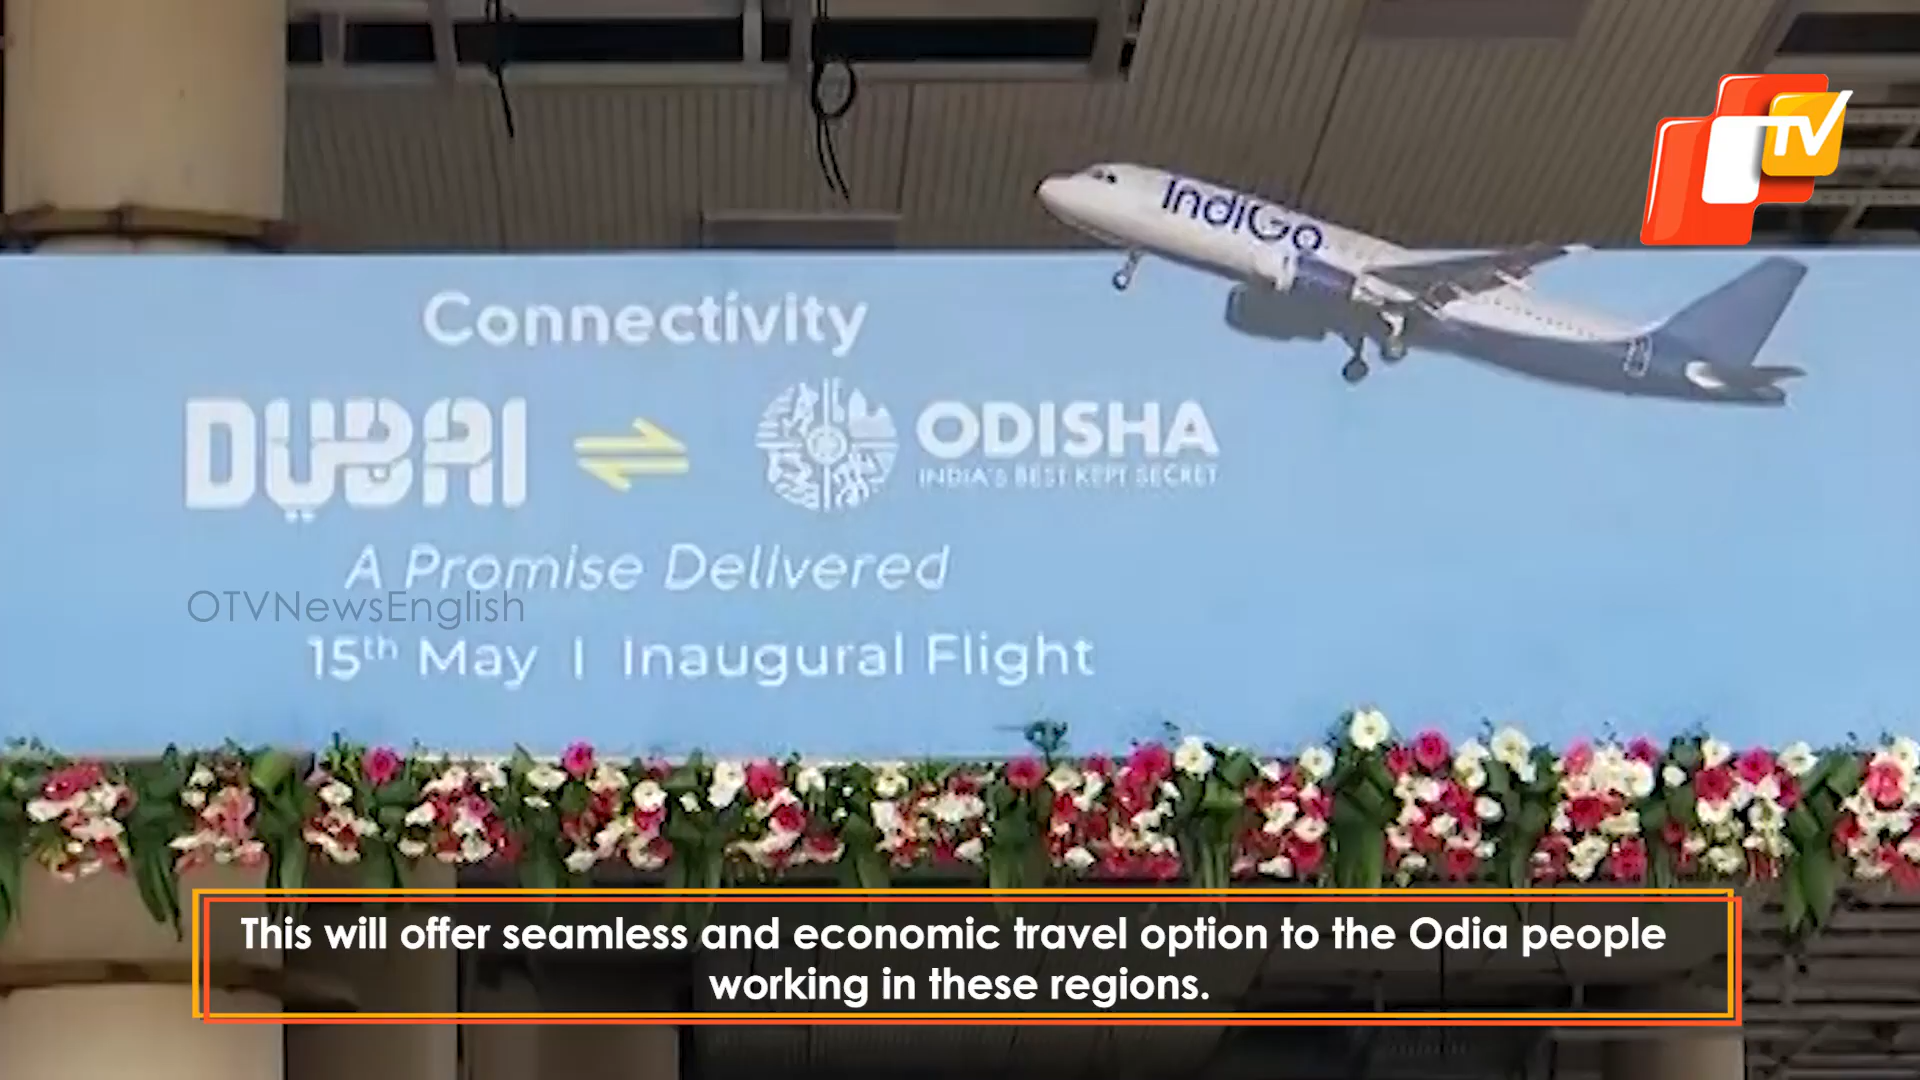 TV
IndiGo
Connectivity
DUBAI
ODISHA
INDIA'S BEST KEPT SECRET
A Promise Delivered
OTVNewsEnglish
15th May | Inaugural Flight
This will offer seamless and economic travel option to the Odia people
working in these regions.